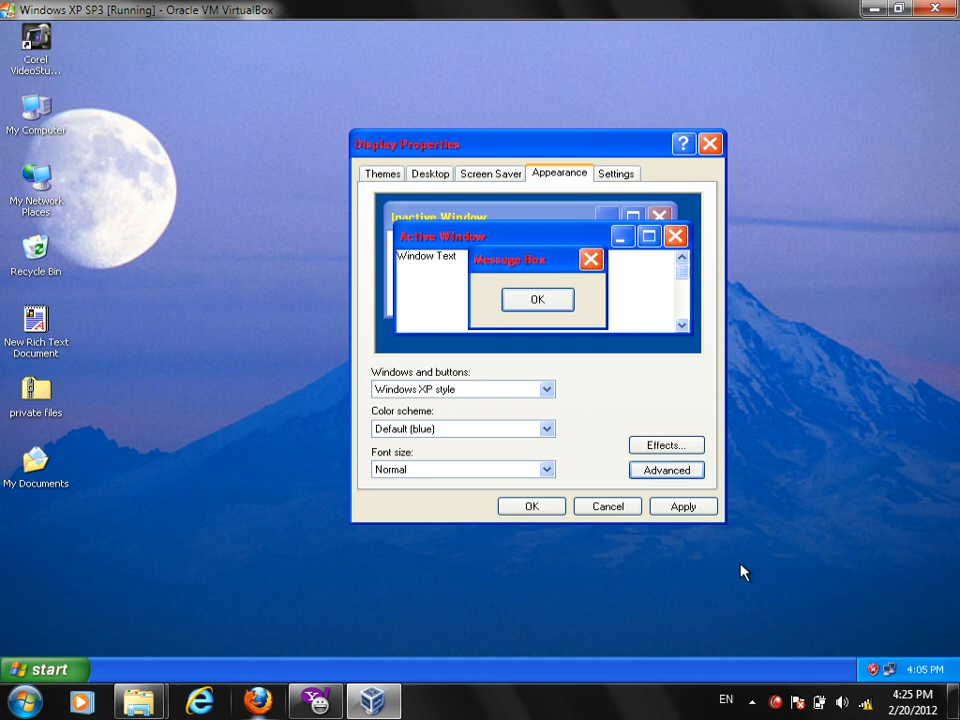 Windows XP SP3 [Running] - Oracle VM VirtualBox
Corel
VideoStu...
My Computer
My Network
Places
Recycle Bin
New Rich Text
Document
private files
My Documents
Display Properties
Themes
Desktop
Screen Saver
Appearance
Settings
Inactive Window
Active Window
Window Text
Message Box
OK
Windows and buttons:
Windows XP style
Color scheme:
Default (blue)
Font size:
Normal
Effects...
Advanced
OK
Cancel
Apply
start
4:05 PM
EN
4:25 PM
2/20/2012